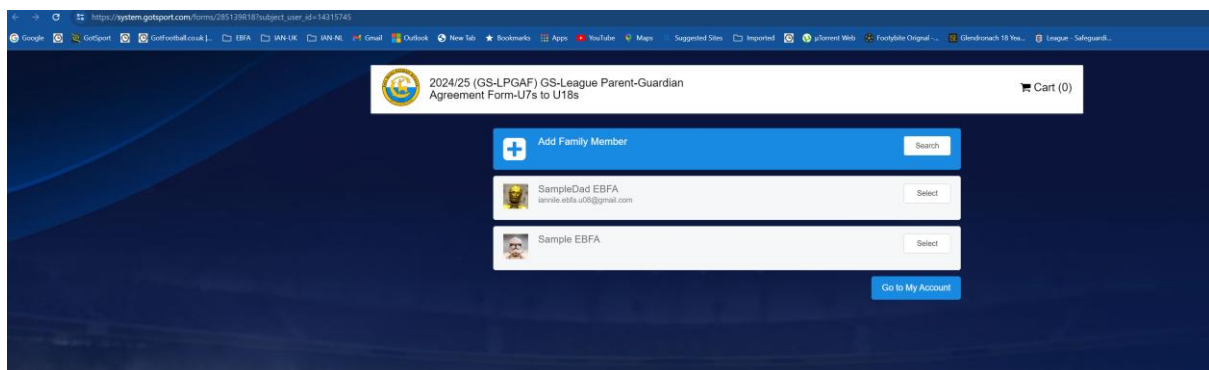 https://system.gotsport.com/forms/285139R18?subject_user_id=14315745
Google GotSport GotFootball.co.uk |... EBFA IAN-UK IAN-NL Gmail Outlook New Tab Bookmarks Apps YouTube Maps Suggested Sites Imported µTorrent Web Footybite Orignal -... Glendronach 18 Yea... League - Safeguardi...
2024/25 (GS-LPGAF) GS-League Parent-Guardian
Agreement Form-U7s to U18s
Cart (0)
Add Family Member
Search
SampleDad EBFA
iannile.ebfa.u08@gmail.com
Select
Sample EBFA
Select
Go to My Account